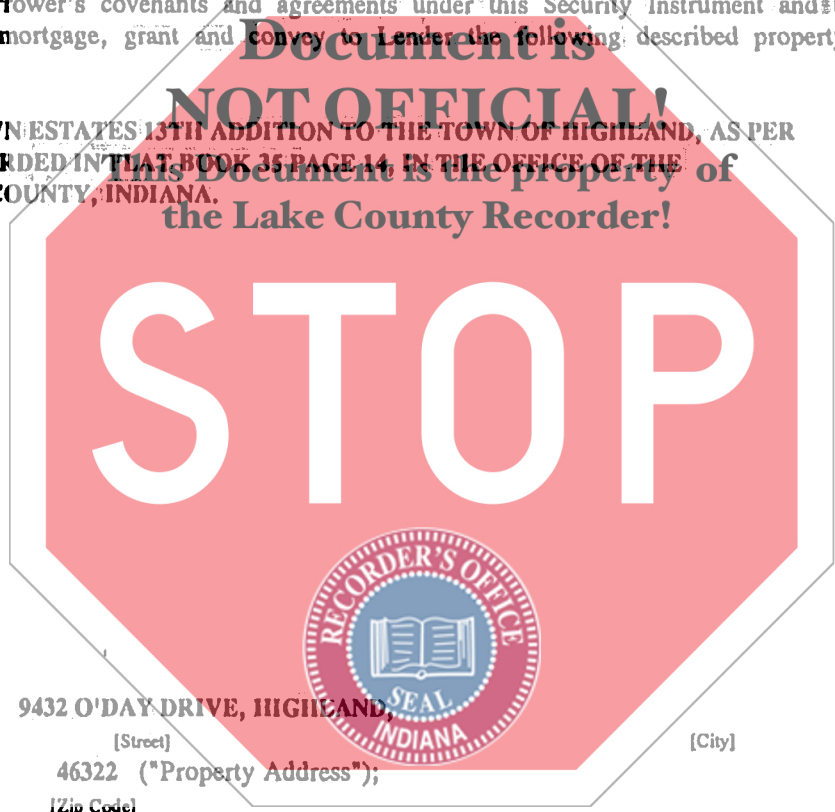 rower's covenants and agreements under this Security Instrument and
mortgage, grant and convey to Lender the following described property
Document is
NOT OFFICIAL!
N ESTATES 13TH ADDITION TO THE TOWN OF HIGHLAND, AS PER
RDED IN PLAT BOOK 35 PAGE 14, IN THE OFFICE OF THE
This Document is the property of
OUNTY, INDIANA.
the Lake County Recorder!
STOP
RECORDER'S OFFICE
SEAL
INDIANA
9432 O'DAY DRIVE, HIGHLAND,
[Street] [City]
46322 ("Property Address");
[Zip Code]